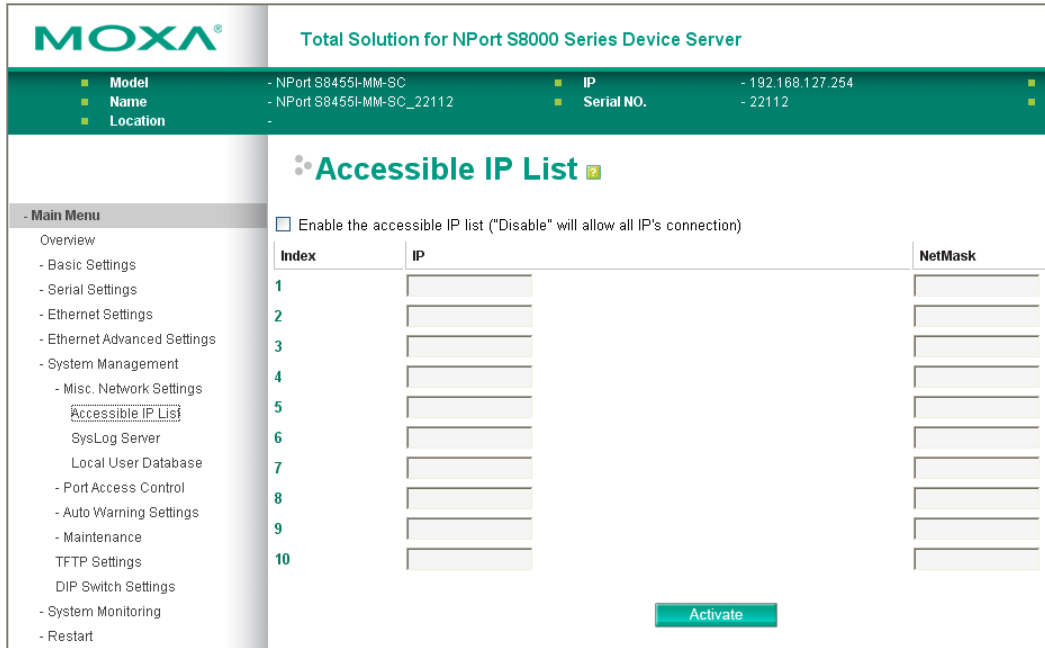 MOXA®
Total Solution for NPort S8000 Series Device Server
Model - NPort S8455I-MM-SC IP - 192.168.127.254
Name - NPort S8455I-MM-SC_22112 Serial NO. - 22112
Location -
Accessible IP List ?
- Main Menu
Overview
- Basic Settings
- Serial Settings
- Ethernet Settings
- Ethernet Advanced Settings
- System Management
- Misc. Network Settings
Accessible IP List
SysLog Server
Local User Database
- Port Access Control
- Auto Warning Settings
- Maintenance
TFTP Settings
DIP Switch Settings
- System Monitoring
- Restart
Enable the accessible IP list ("Disable" will allow all IP's connection)
Index IP NetMask
1
2
3
4
5
6
7
8
9
10
Activate